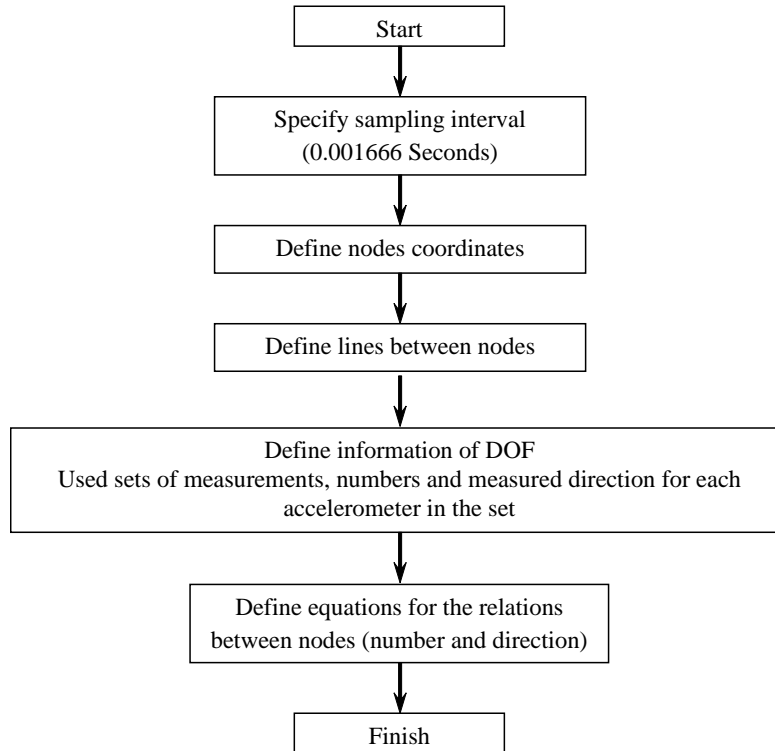 Start
Specify sampling interval
(0.001666 Seconds)
Define nodes coordinates
Define lines between nodes
Define information of DOF
Used sets of measurements, numbers and measured direction for each
accelerometer in the set
Define equations for the relations
between nodes (number and direction)
Finish